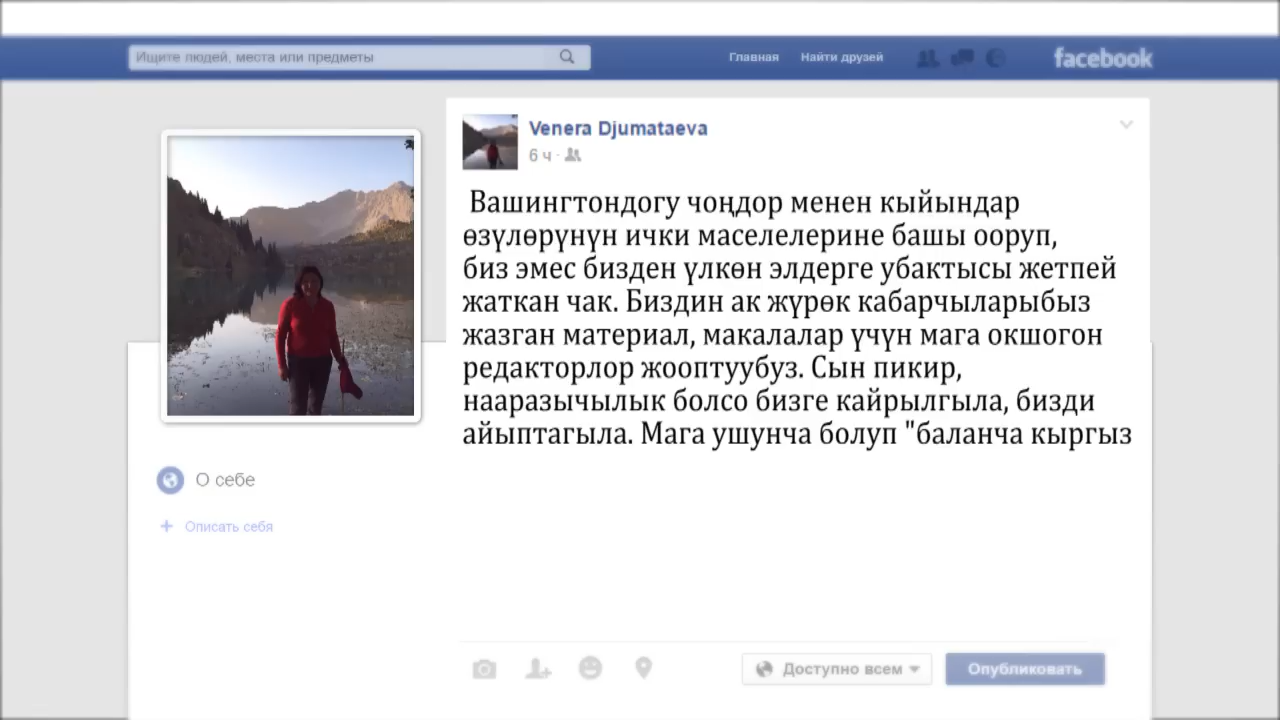 Ищите людей, места или предметы
Главная
Найти друзей
facebook
Venera Djumataeva
6 ч
Вашингтондогу чоңдор менен кыйындар
өзүлөрүнүн ички маселелерине башы ооруп,
биз эмес бизден үлкөн элдерге убактысы жетпей
жаткан чак. Биздин ак жүрөк кабарчыларыбыз
жазган материал, макалалар үчүн мага окшогон
редакторлор жооптуубуз. Сын пикир,
нааразычылык болсо бизге кайрылгыла, бизди
айыптагыла. Мага ушунча болуп "баланча кыргыз
О себе
+ Описать себя
Доступно всем
Опубликовать